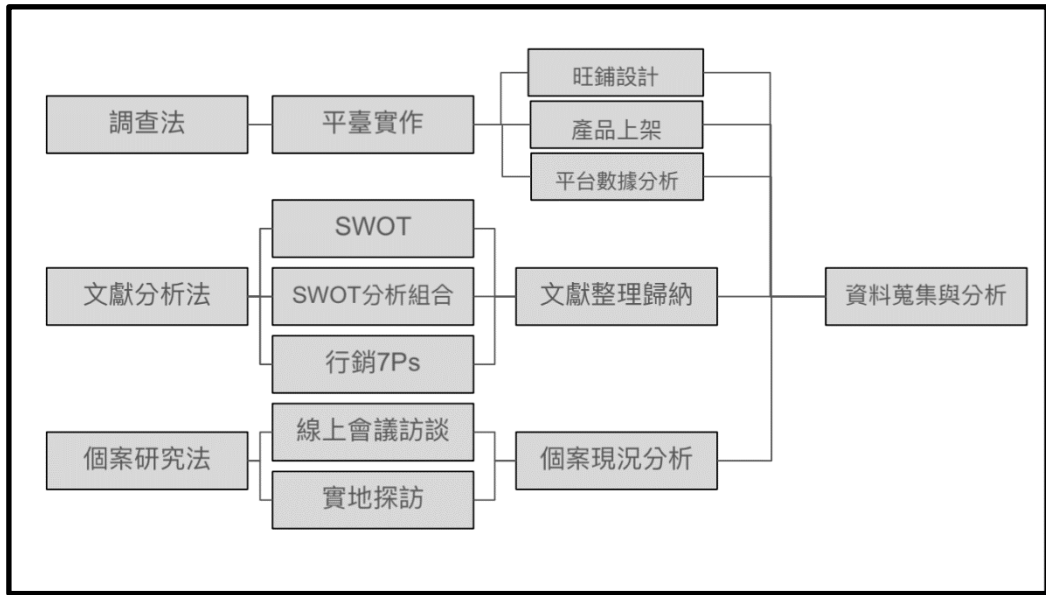 調查法
平臺實作
旺鋪設計
產品上架
平台數據分析
文獻分析法
SWOT
SWOT分析組合
行銷7Ps
文獻整理歸納
資料蒐集與分析
個案研究法
線上會議訪談
實地探訪
個案現況分析